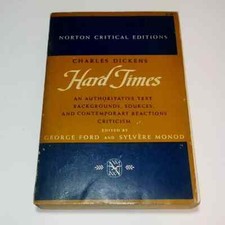 NORTON CRITICAL EDITIONS
CHARLES DICKENS
Hard Times
AN AUTHORITATIVE TEXT
BACKGROUNDS, SOURCES,
AND CONTEMPORARY REACTIONS
CRITICISM
EDITED BY
GEORGE FORD AND SYLVÈRE MONOD